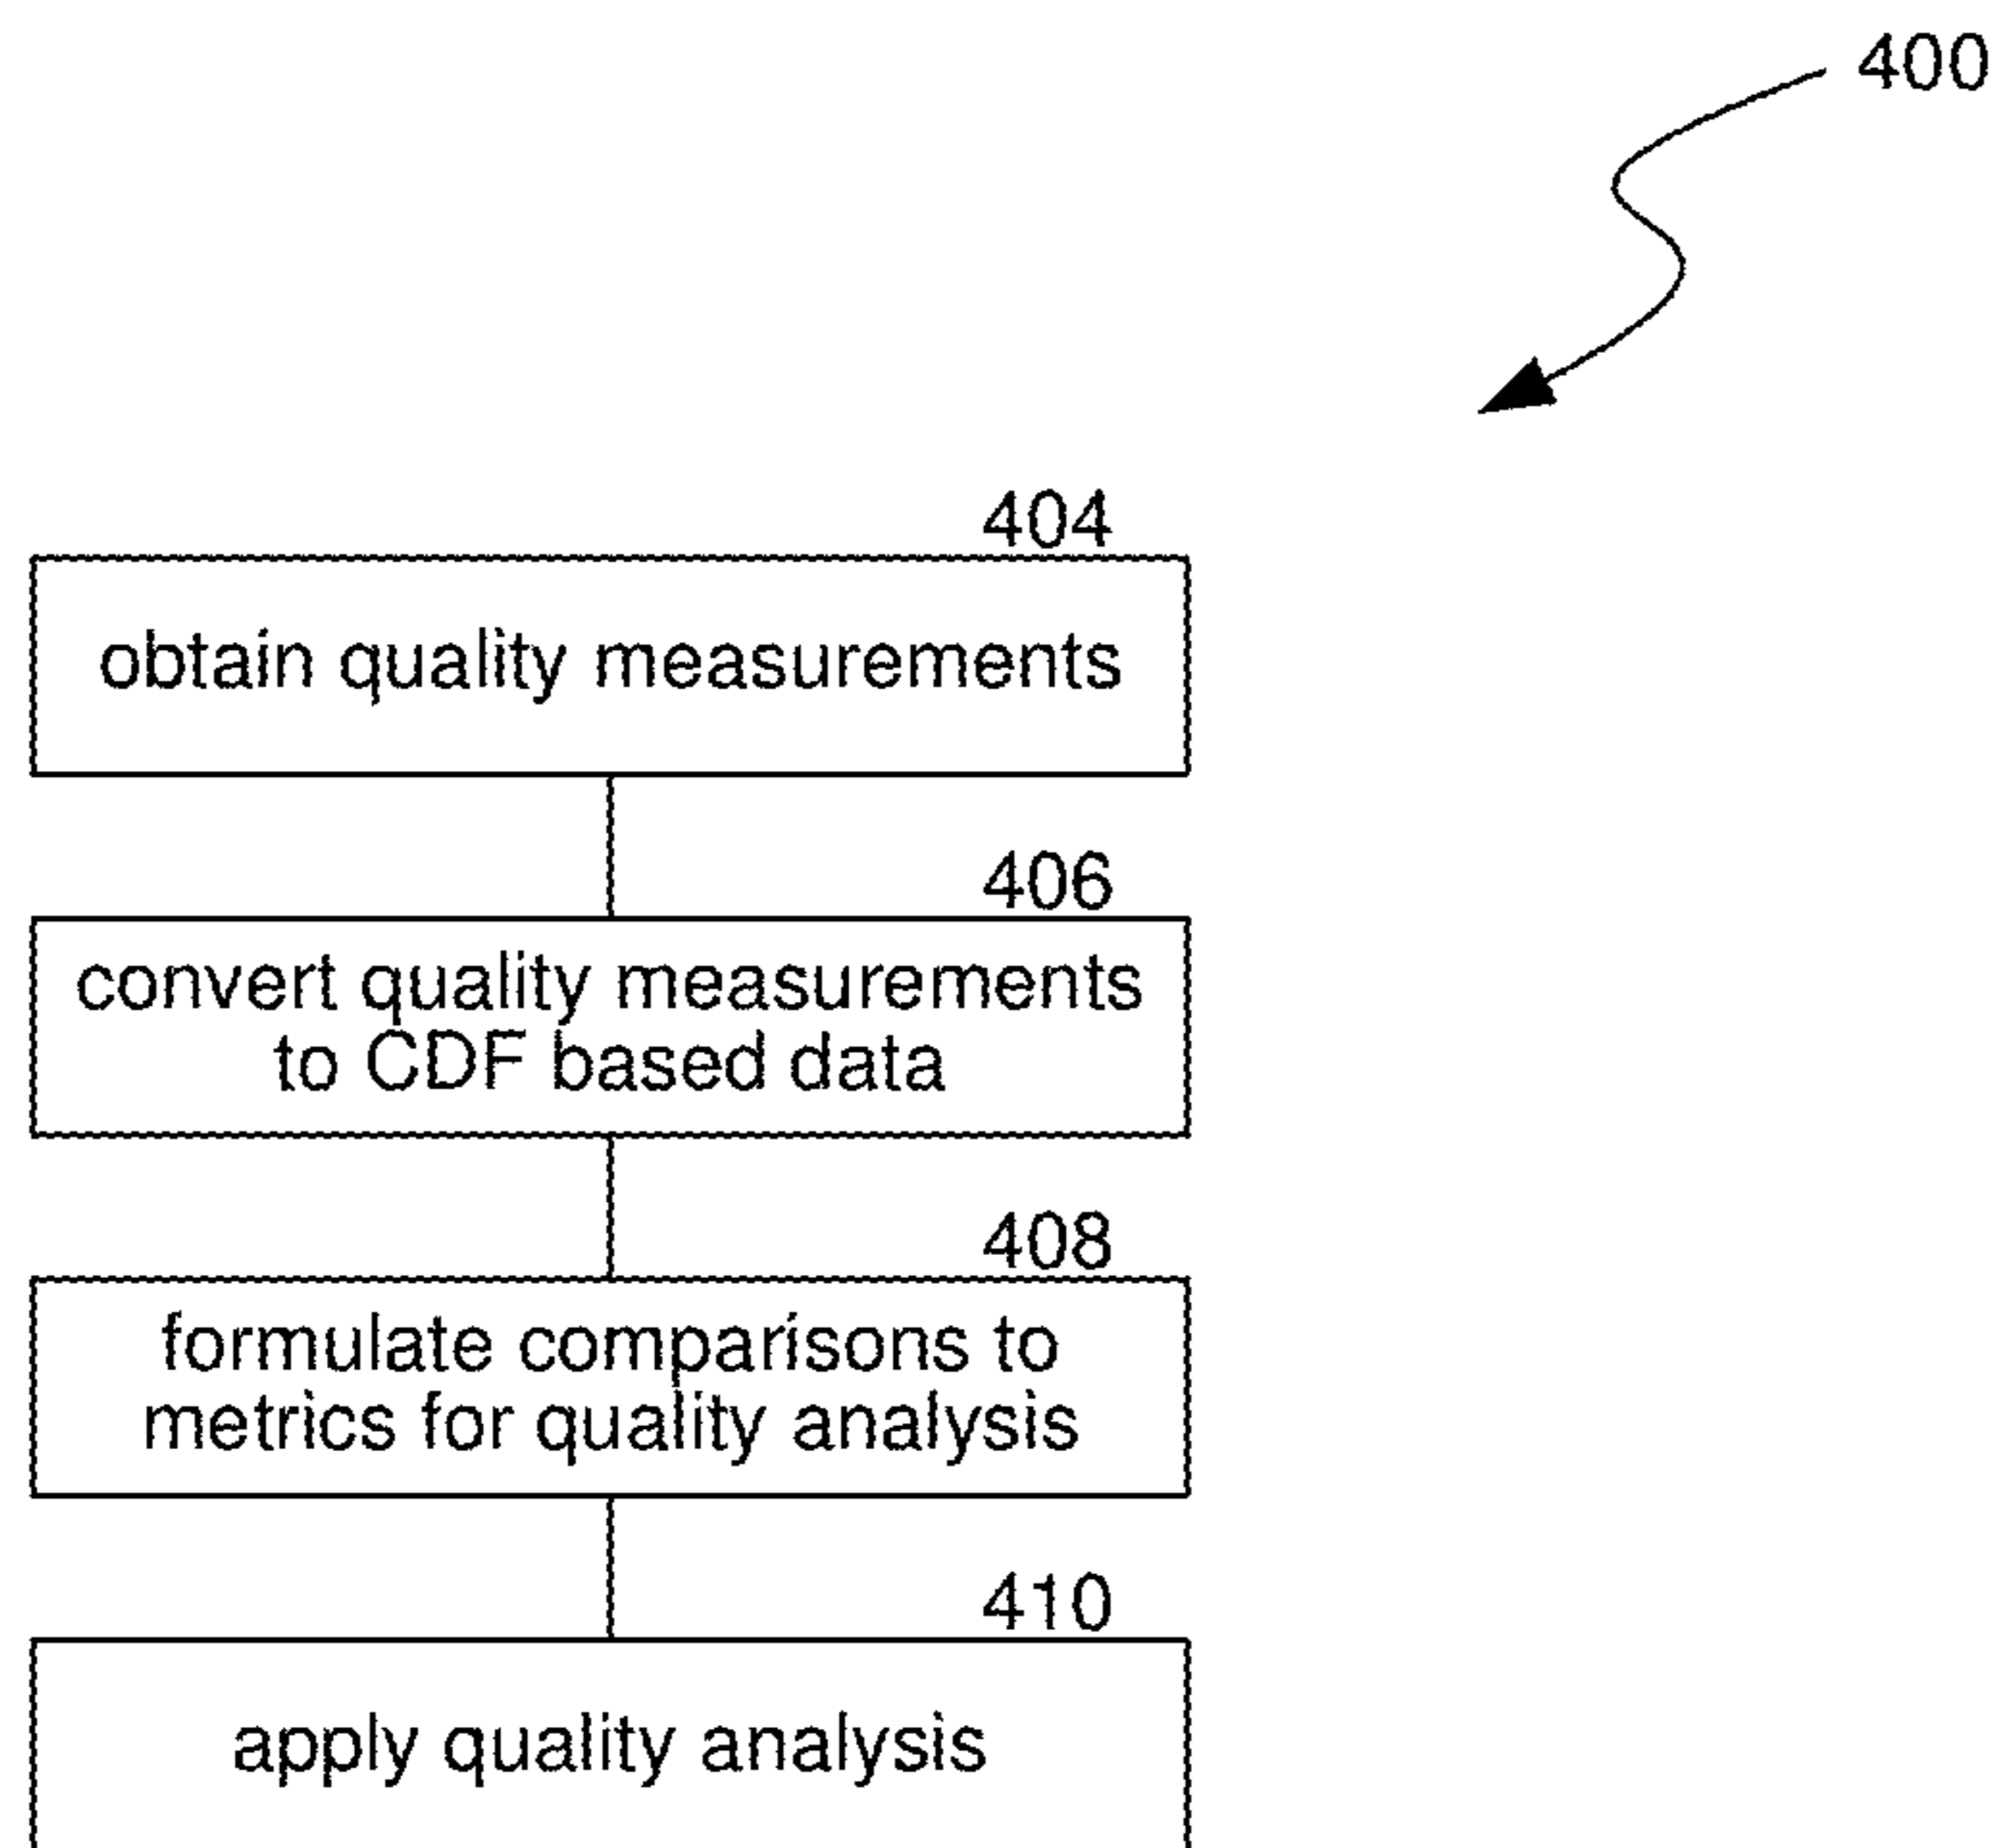 400
404
obtain quality measurements
406
convert quality measurements
to CDF based data
408
formulate comparisons to
metrics for quality analysis
410
apply quality analysis